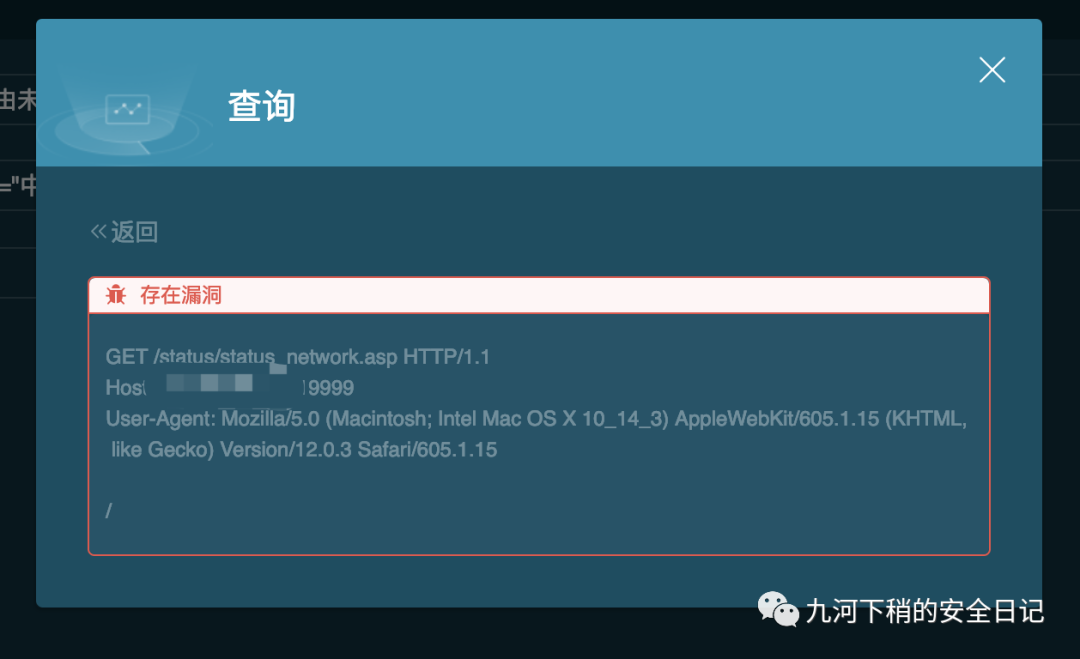 查询
由未
="中
«返回
存在漏洞
GET /status/status_network.asp HTTP/1.1
Host 9999
User-Agent: Mozilla/5.0 (Macintosh; Intel Mac OS X 10_14_3) AppleWebKit/605.1.15 (KHTML,
like Gecko) Version/12.0.3 Safari/605.1.15
/
九河下稍的安全日记